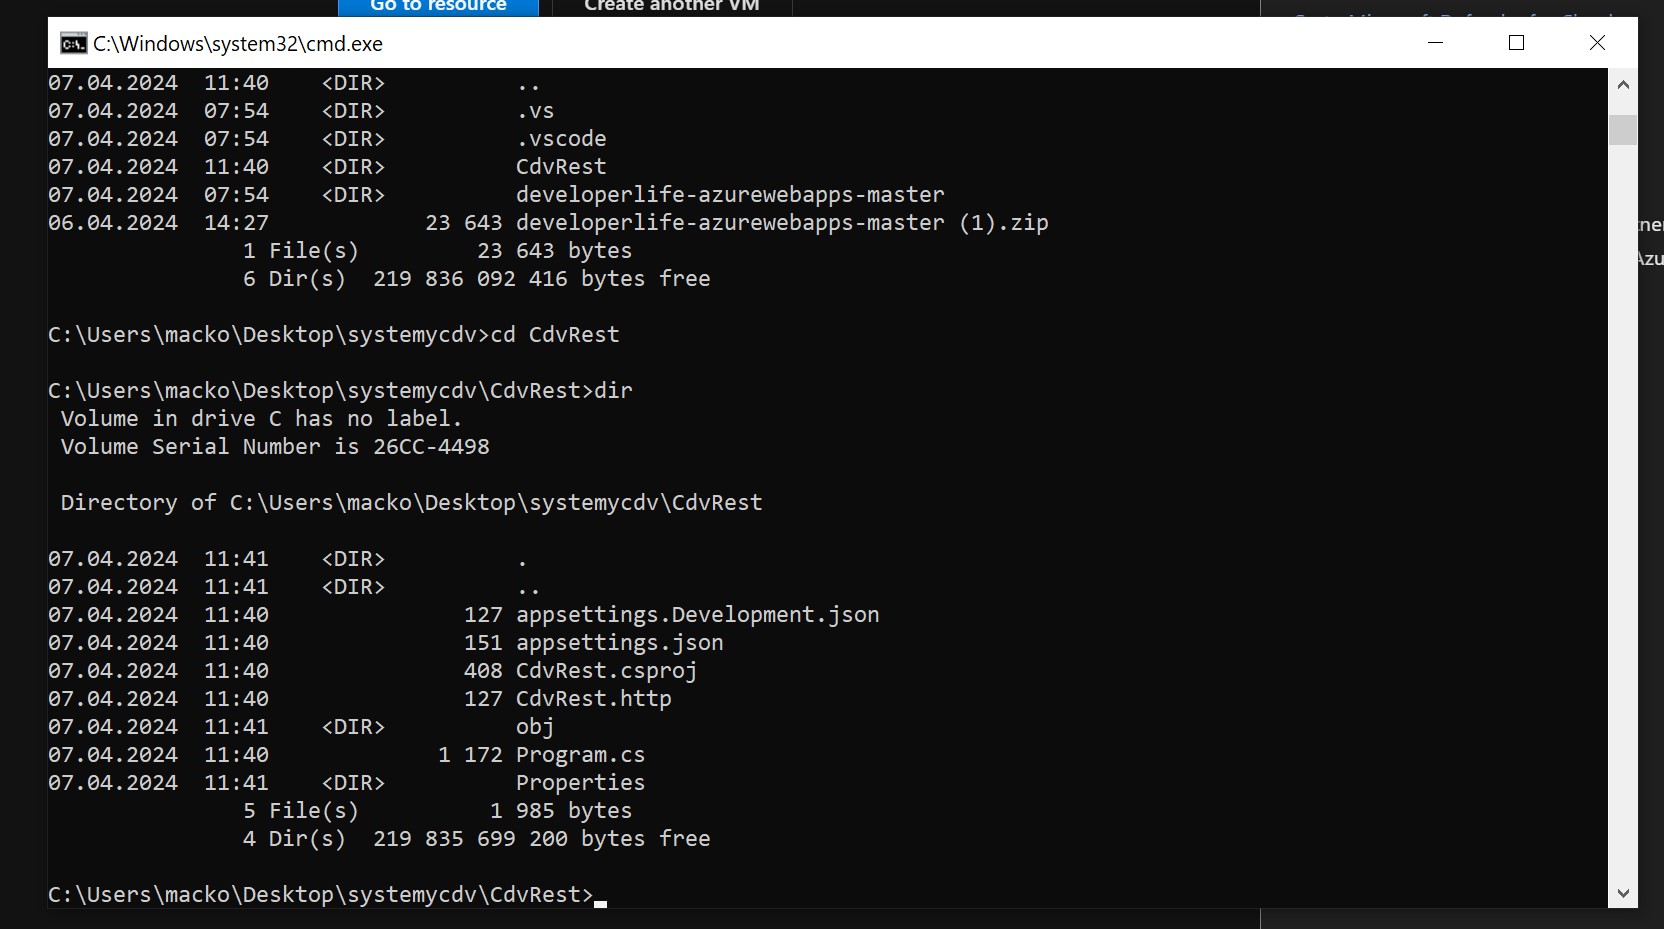 Go to resource
Create another VM
C:\Windows\system32\cmd.exe
07.04.2024  11:40    <DIR>          ..
07.04.2024  07:54    <DIR>          .vs
07.04.2024  07:54    <DIR>          .vscode
07.04.2024  11:40    <DIR>          CdvRest
07.04.2024  07:54    <DIR>          developerlife-azurewebapps-master
06.04.2024  14:27            23 643 developerlife-azurewebapps-master (1).zip
               1 File(s)         23 643 bytes
               6 Dir(s)  219 836 092 416 bytes free
C:\Users\macko\Desktop\systemycdv>cd CdvRest
C:\Users\macko\Desktop\systemycdv\CdvRest>dir
 Volume in drive C has no label.
 Volume Serial Number is 26CC-4498
 Directory of C:\Users\macko\Desktop\systemycdv\CdvRest
07.04.2024  11:41    <DIR>          .
07.04.2024  11:41    <DIR>          ..
07.04.2024  11:40               127 appsettings.Development.json
07.04.2024  11:40               151 appsettings.json
07.04.2024  11:40               408 CdvRest.csproj
07.04.2024  11:40               127 CdvRest.http
07.04.2024  11:41    <DIR>          obj
07.04.2024  11:40             1 172 Program.cs
07.04.2024  11:41    <DIR>          Properties
               5 File(s)          1 985 bytes
               4 Dir(s)  219 835 699 200 bytes free
C:\Users\macko\Desktop\systemycdv\CdvRest>